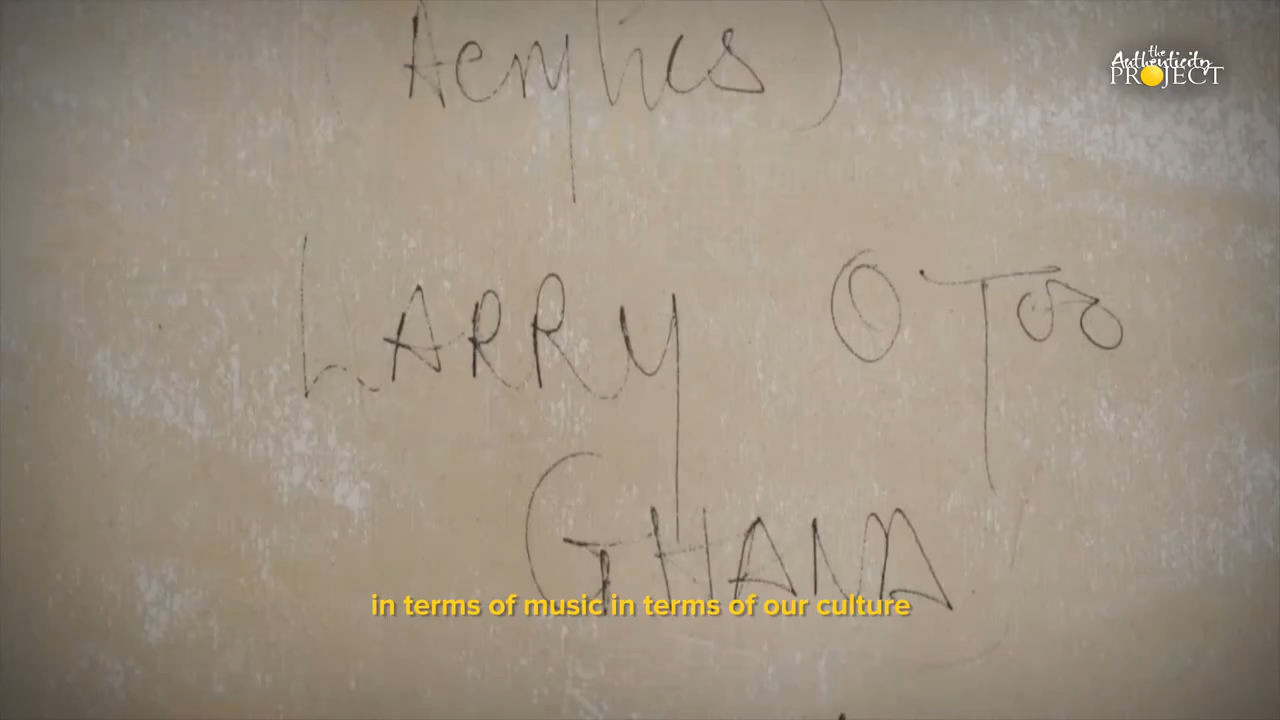 Acrylics)
the
Authenticity
PROJECT
LARRY OToo
GHANA
in terms of music in terms of our culture